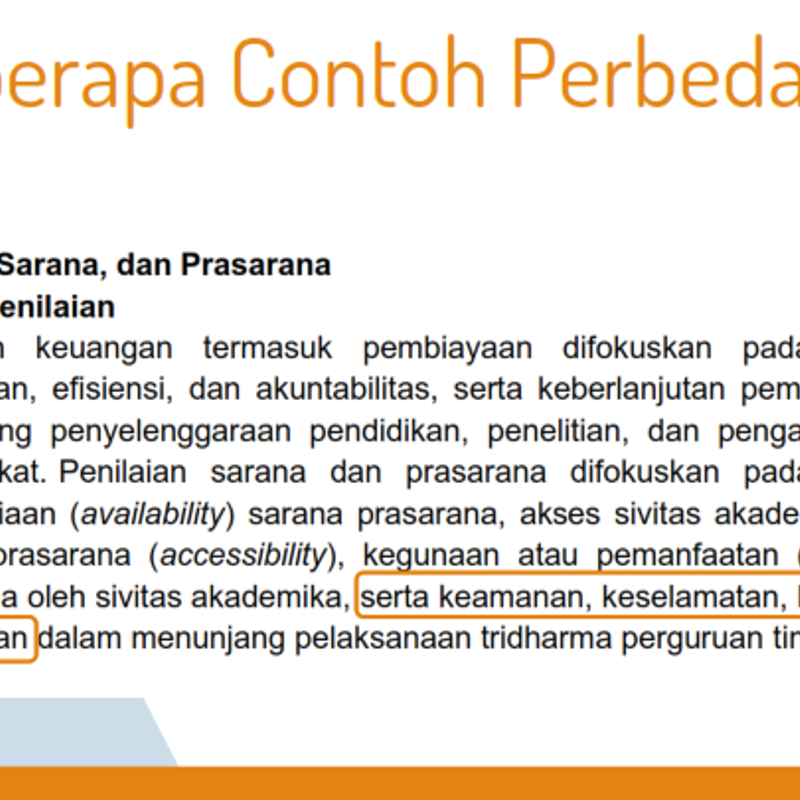 erapa Contoh Perbeda
Sarana, dan Prasarana
enilaian
n keuangan termasuk pembiayaan difokuskan pada
an, efisiensi, dan akuntabilitas, serta keberlanjutan pem
ng penyelenggaraan pendidikan, penelitian, dan penga
kat. Penilaian sarana dan prasarana difokuskan pada
iaan (availability) sarana prasarana, akses sivitas akade
prasarana (accessibility), kegunaan atau pemanfaatan (
a oleh sivitas akademika, serta keamanan, keselamatan,
an dalam menunjang pelaksanaan tridharma perguruan tin